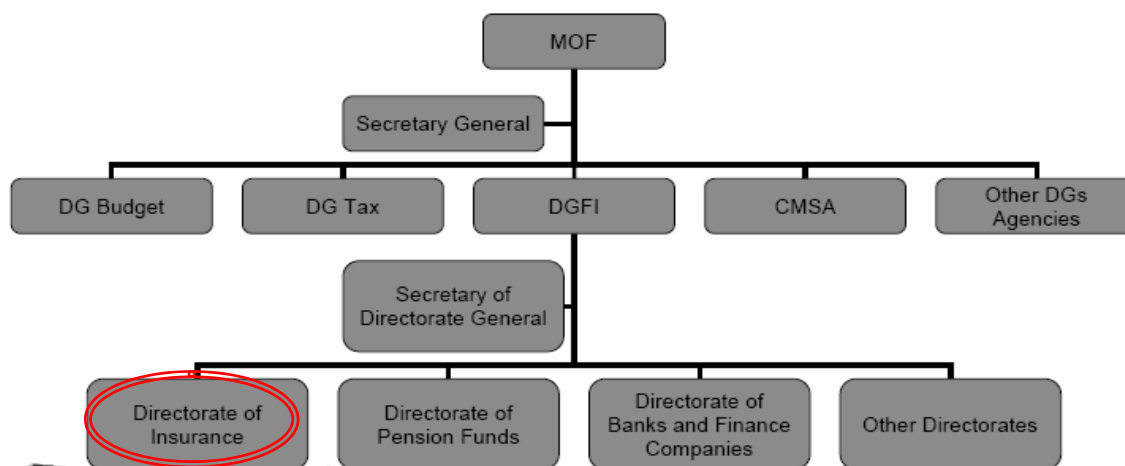 MOF
Secretary General
DG Budget
DG Tax
DGFI
CMSA
Other DGs
Agencies
Secretary of
Directorate General
Directorate of
Insurance
Directorate of
Pension Funds
Directorate of
Banks and Finance
Companies
Other Directorates